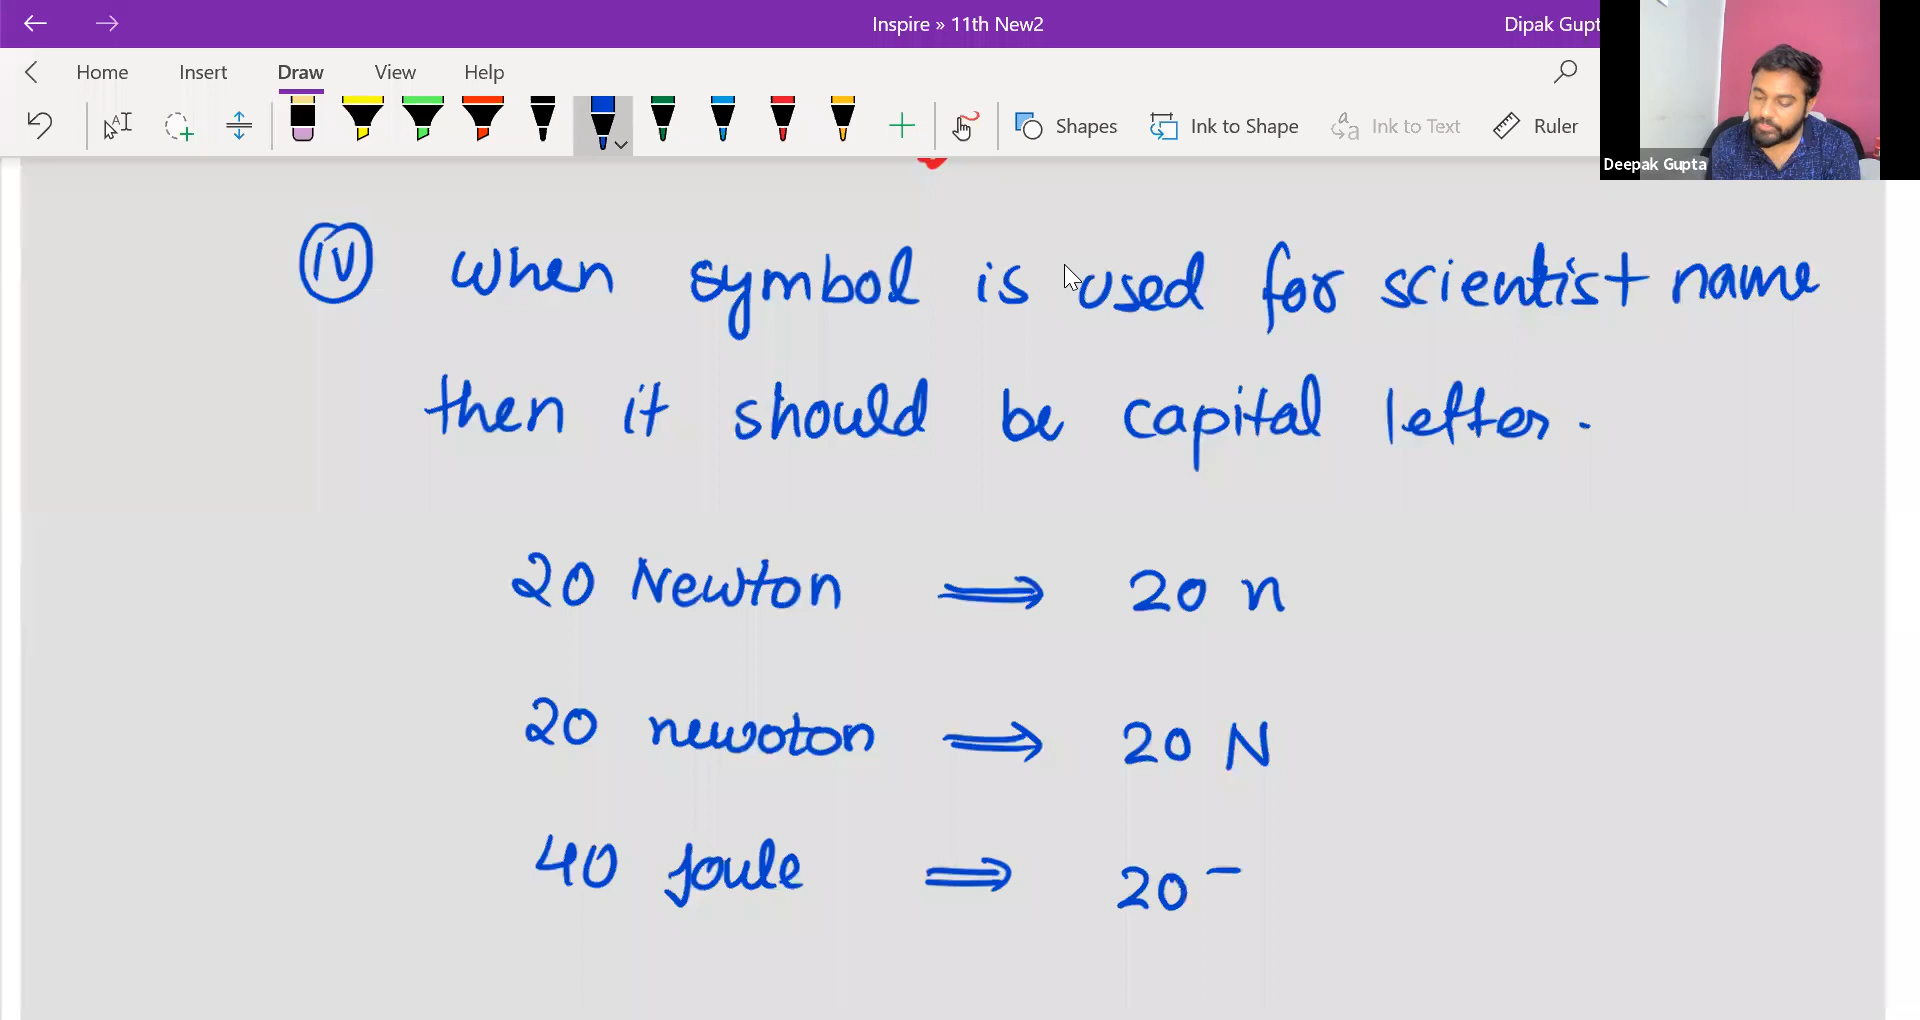 Inspire » 11th New2
Dipak Gupt
Home Insert Draw View Help
Shapes Ink to Shape Ink to Text Ruler
Deepak Gupta
(iv) when symbol is used for scientist name
then it should be capital letter.
20 Newton ⟹ 20 n
20 newoton ⟹ 20 N
40 joule ⟹ 20